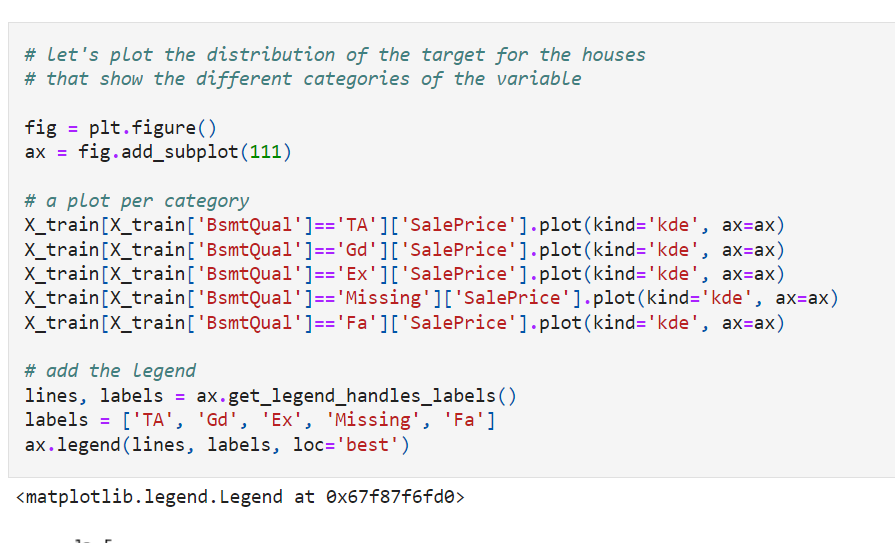 # let's plot the distribution of the target for the houses
# that show the different categories of the variable
fig = plt.figure()
ax = fig.add_subplot(111)
# a plot per category
X_train[X_train['BsmtQual']=='TA']['SalePrice'].plot(kind='kde', ax=ax)
X_train[X_train['BsmtQual']=='Gd']['SalePrice'].plot(kind='kde', ax=ax)
X_train[X_train['BsmtQual']=='Ex']['SalePrice'].plot(kind='kde', ax=ax)
X_train[X_train['BsmtQual']=='Missing']['SalePrice'].plot(kind='kde', ax=ax)
X_train[X_train['BsmtQual']=='Fa']['SalePrice'].plot(kind='kde', ax=ax)
# add the legend
lines, labels = ax.get_legend_handles_labels()
labels = ['TA', 'Gd', 'Ex', 'Missing', 'Fa']
ax.legend(lines, labels, loc='best')
<matplotlib.legend.Legend at 0x67f87f6fd0>